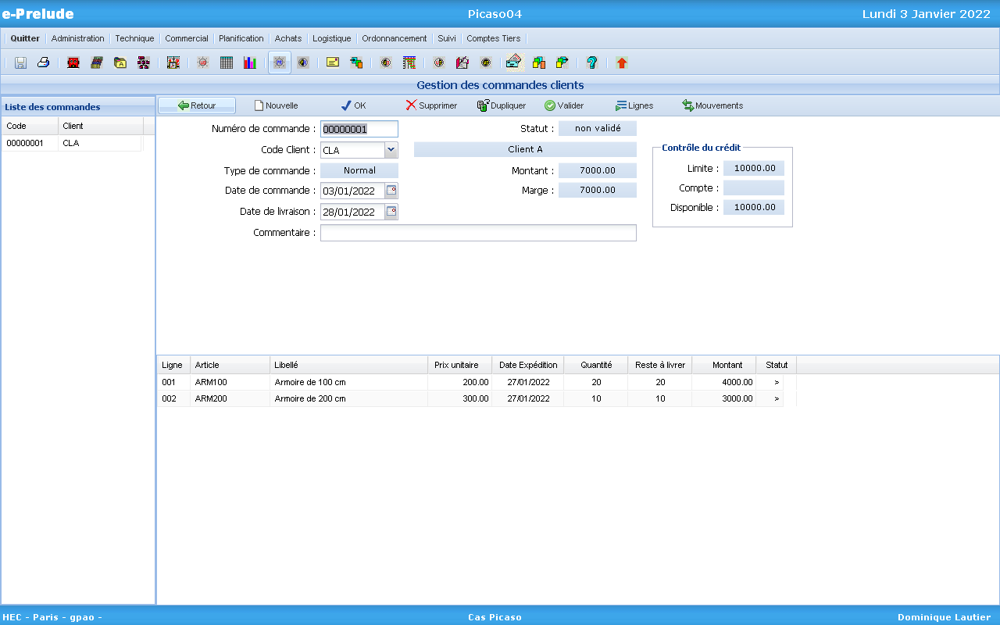 e-Prelude Picaso04 Lundi 3 Janvier 2022
Quitter Administration Technique Commercial Planification Achats Logistique Ordonnancement Suivi Comptes Tiers
Gestion des commandes clients
Liste des commandes
Code Client
00000001 CLA
Retour Nouvelle OK Supprimer Dupliquer Valider Lignes Mouvements
Numéro de commande : 00000001 Statut : non validé
Code Client : CLA Client A
Type de commande : Normal Montant : 7000.00
Date de commande : 03/01/2022 Marge : 7000.00
Date de livraison : 28/01/2022
Commentaire :
Contrôle du crédit
Limite : 10000.00
Compte :
Disponible : 10000.00
Ligne Article Libellé Prix unitaire Date Expédition Quantité Reste à livrer Montant Statut
001 ARM100 Armoire de 100 cm 200.00 27/01/2022 20 20 4000.00 >
002 ARM200 Armoire de 200 cm 300.00 27/01/2022 10 10 3000.00 >
HEC - Paris - gpao - Cas Picaso Dominique Lautier